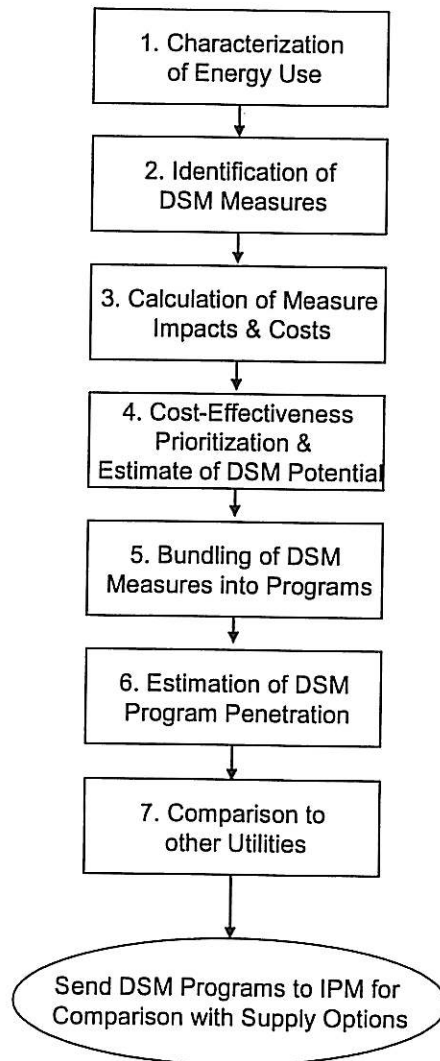 1. Characterization
of Energy Use
2. Identification of
DSM Measures
3. Calculation of Measure
Impacts & Costs
4. Cost-Effectiveness
Prioritization &
Estimate of DSM Potential
5. Bundling of DSM
Measures into Programs
6. Estimation of DSM
Program Penetration
7. Comparison to
other Utilities
Send DSM Programs to IPM for
Comparison with Supply Options